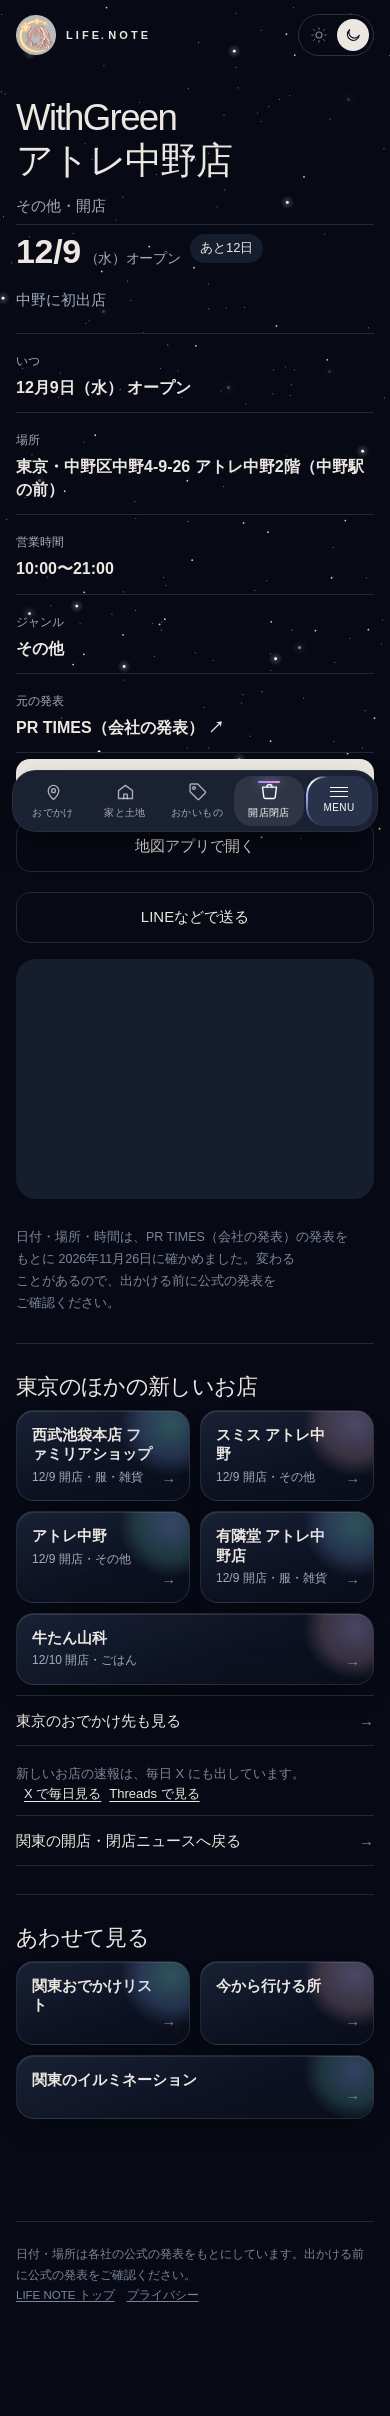 LIFE.NOTE
WithGreen
アトレ中野店
その他・開店
12/9（水）オープン あと12日
中野に初出店
いつ
12月9日（水） オープン
場所
東京・中野区中野4-9-26 アトレ中野2階（中野駅
の前）
営業時間
10:00〜21:00
ジャンル
その他
元の発表
PR TIMES（会社の発表） ↗
おでかけ
家と土地
おかいもの
開店閉店
MENU
地図アプリで開く
LINEなどで送る
日付・場所・時間は、PR TIMES（会社の発表）の発表を
もとに 2026年11月26日に確かめました。変わる
ことがあるので、出かける前に公式の発表を
ご確認ください。
東京のほかの新しいお店
西武池袋本店 フ
ァミリアショップ
12/9 開店・服・雑貨 →
スミス アトレ中
野
12/9 開店・その他 →
アトレ中野
12/9 開店・その他
→
有隣堂 アトレ中
野店
12/9 開店・服・雑貨 →
牛たん山科
12/10 開店・ごはん →
東京のおでかけ先も見る →
新しいお店の速報は、毎日 X にも出しています。
X で毎日見る Threads で見る
関東の開店・閉店ニュースへ戻る →
あわせて見る
関東おでかけリス
ト
→
今から行ける所
→
関東のイルミネーション
→
日付・場所は各社の公式の発表をもとにしています。出かける前
に公式の発表をご確認ください。
LIFE NOTE トップ プライバシー